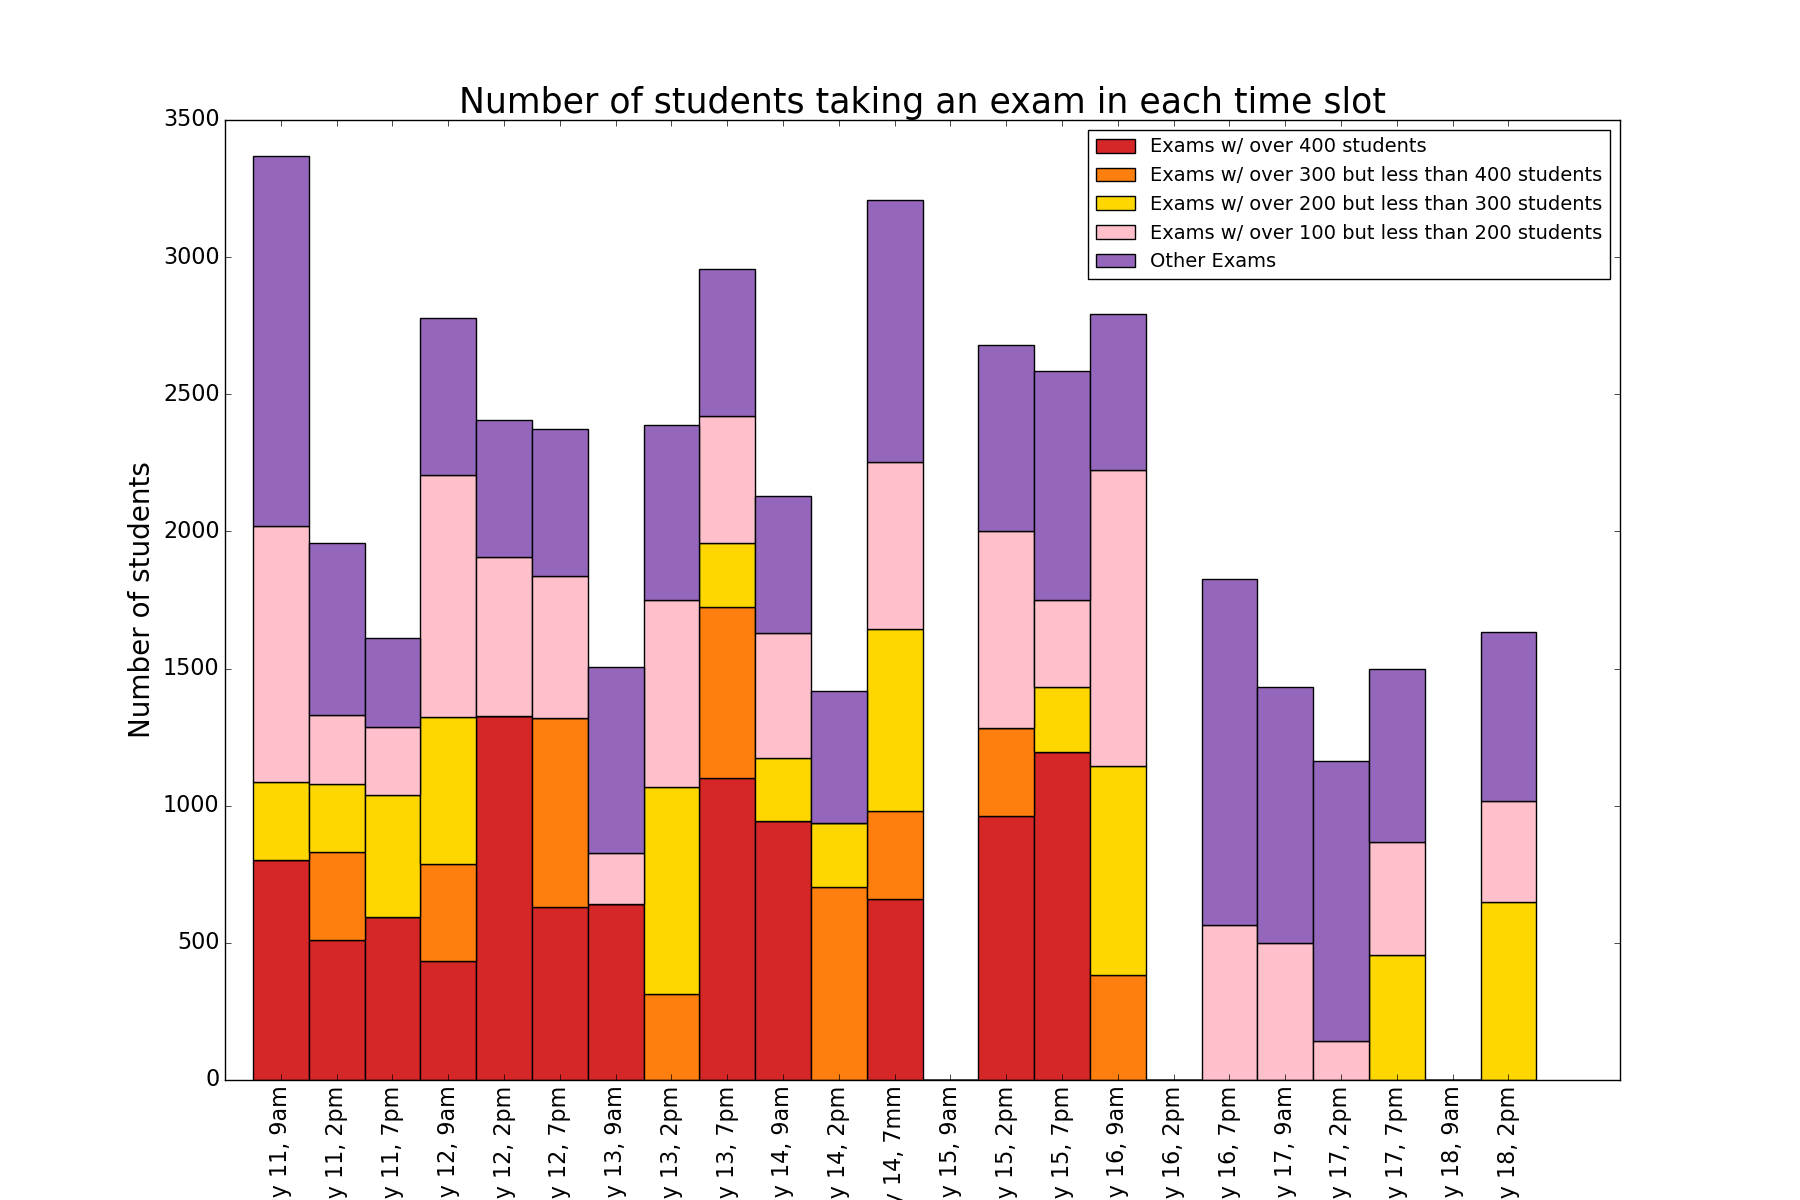 Number of students taking an exam in each time slot
Exams w/ over 400 students
Exams w/ over 300 but less than 400 students
Exams w/ over 200 but less than 300 students
Exams w/ over 100 but less than 200 students
Other Exams
3500
3000
2500
2000
1500
1000
500
0
Number of students
y 11, 9am
y 11, 2pm
y 11, 7pm
y 12, 9am
y 12, 2pm
y 12, 7pm
y 13, 9am
y 13, 2pm
y 13, 7pm
y 14, 9am
y 14, 2pm
y 14, 7mm
y 15, 9am
y 15, 2pm
y 15, 7pm
y 16, 9am
y 16, 2pm
y 16, 7pm
y 17, 9am
y 17, 2pm
y 17, 7pm
y 18, 9am
y 18, 2pm